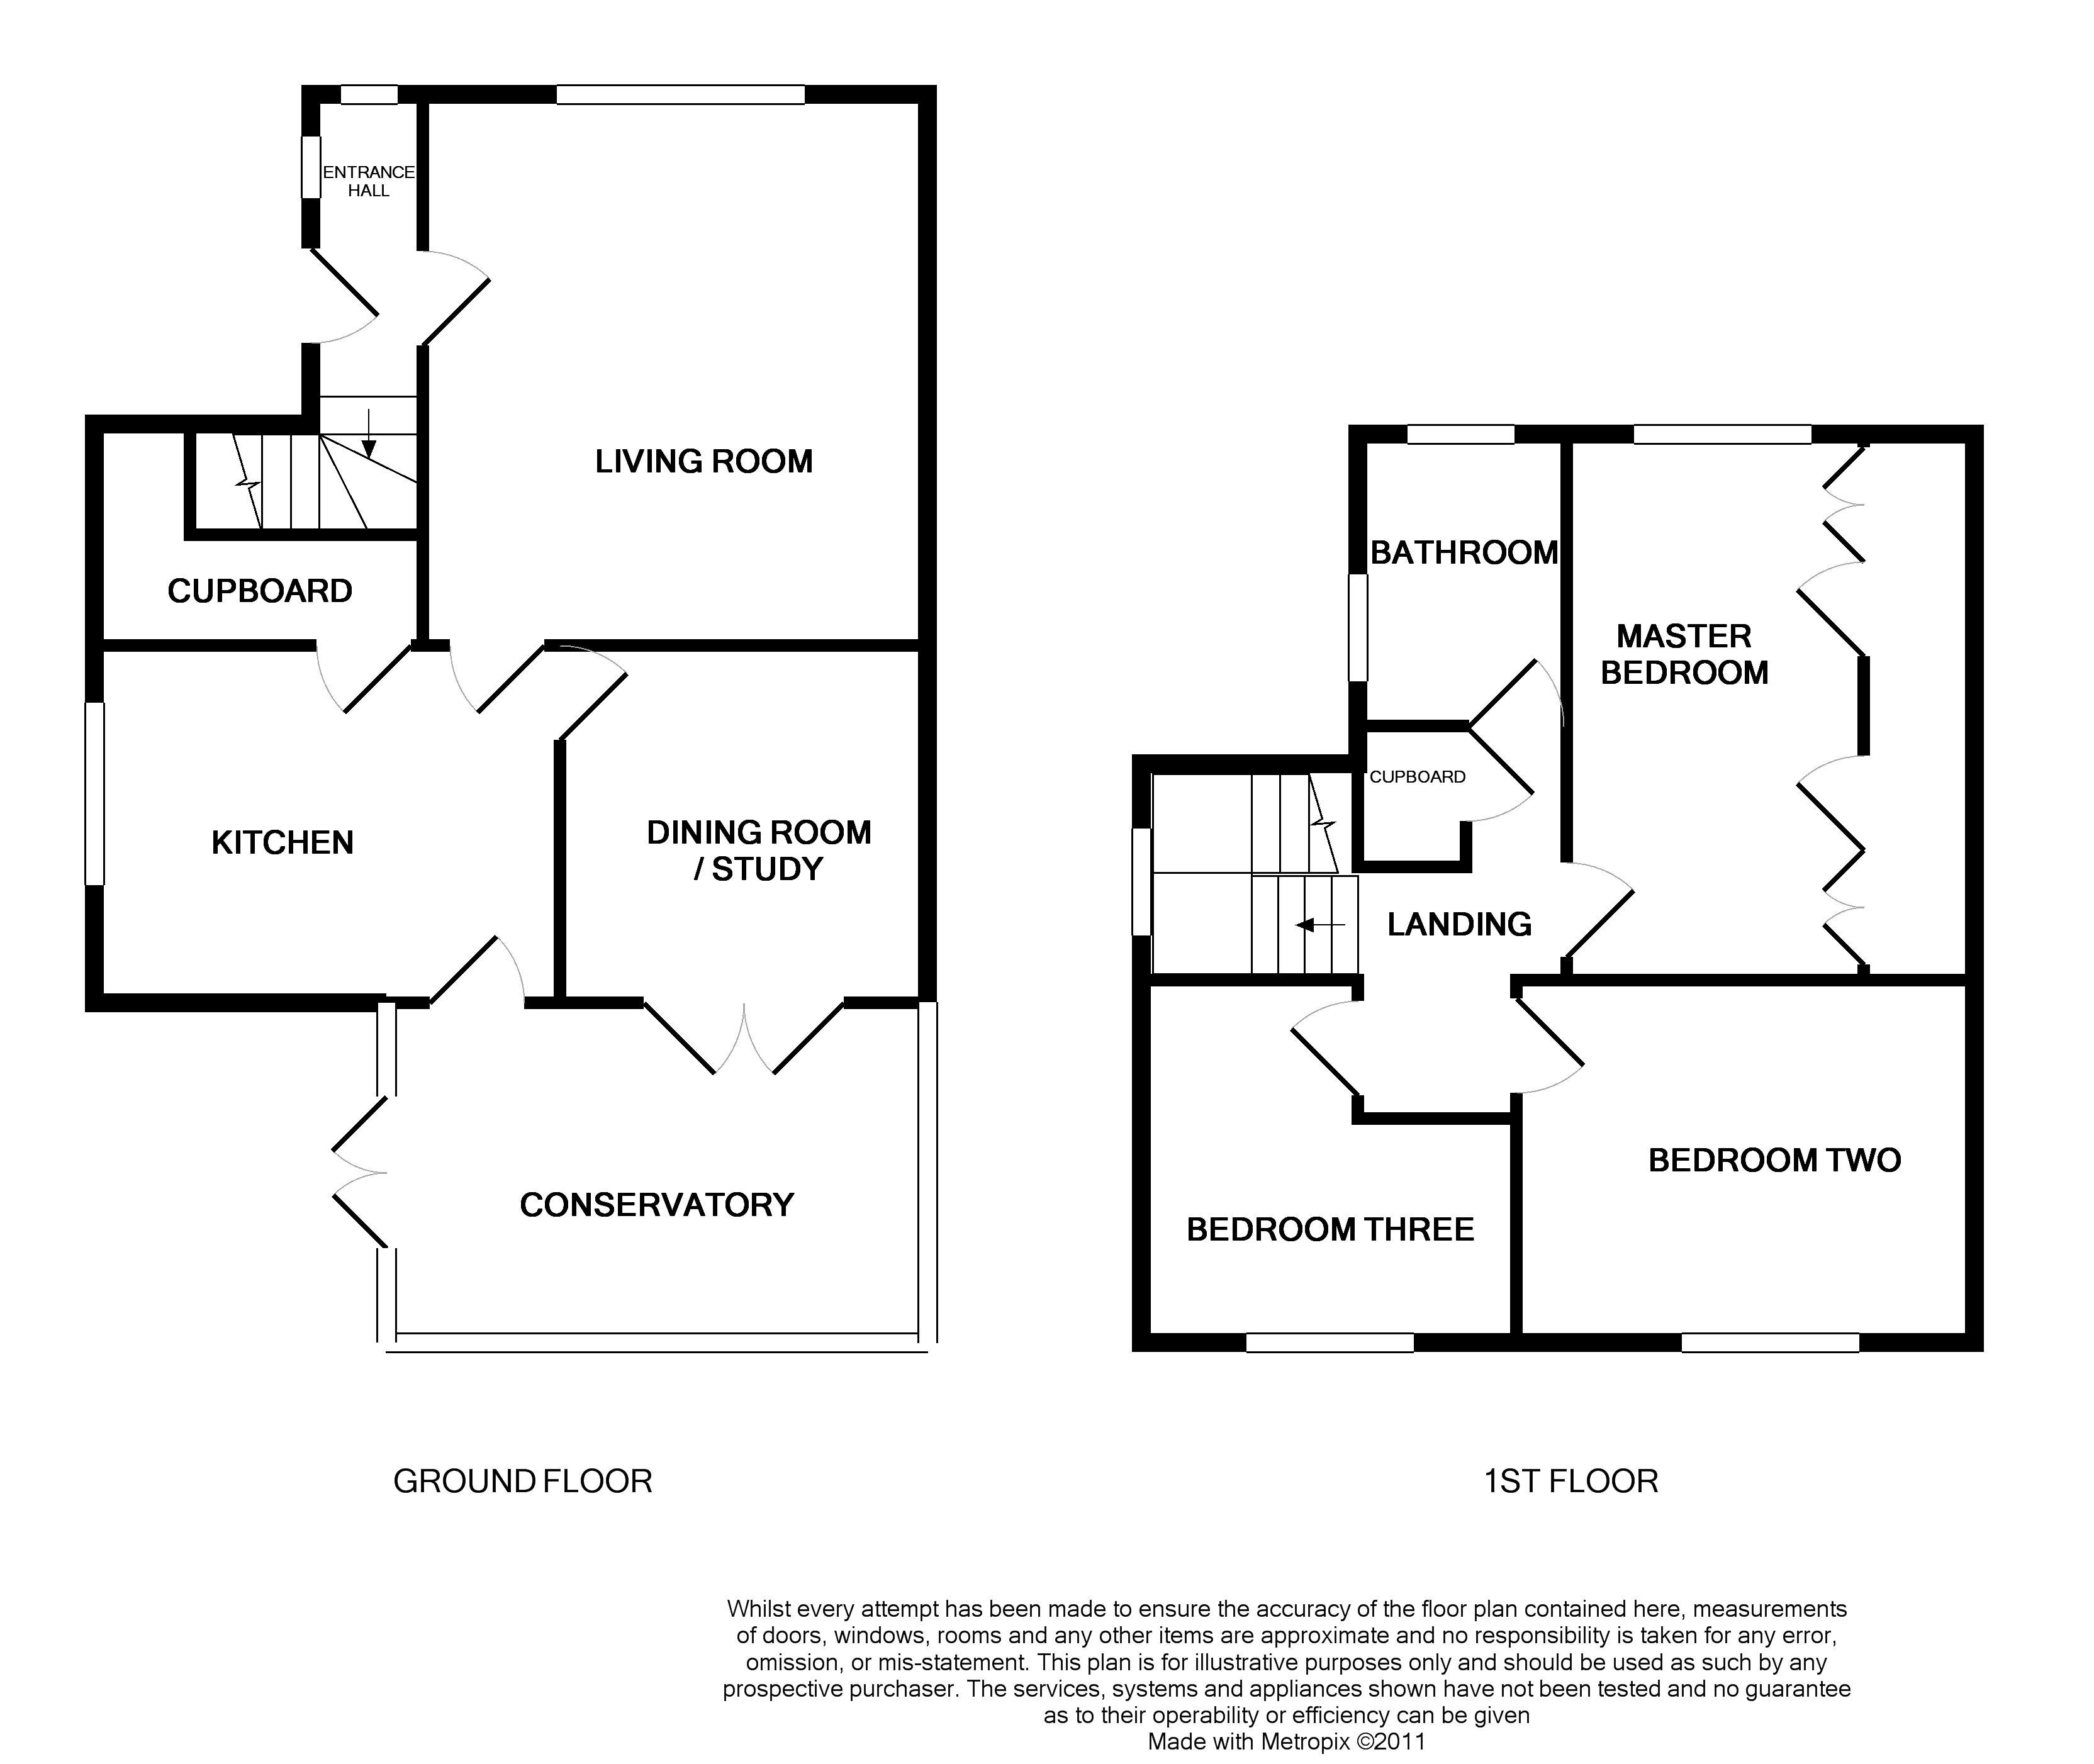 ENTRANCE
HALL
LIVING ROOM
CUPBOARD
KITCHEN
DINING ROOM
/ STUDY
CONSERVATORY
GROUND FLOOR
BATHROOM
MASTER
BEDROOM
CUPBOARD
LANDING
BEDROOM TWO
BEDROOM THREE
1ST FLOOR
Whilst every attempt has been made to ensure the accuracy of the floor plan contained here, measurements
of doors, windows, rooms and any other items are approximate and no responsibility is taken for any error,
omission, or mis-statement. This plan is for illustrative purposes only and should be used as such by any
prospective purchaser. The services, systems and appliances shown have not been tested and no guarantee
as to their operability or efficiency can be given
Made with Metropix ©2011